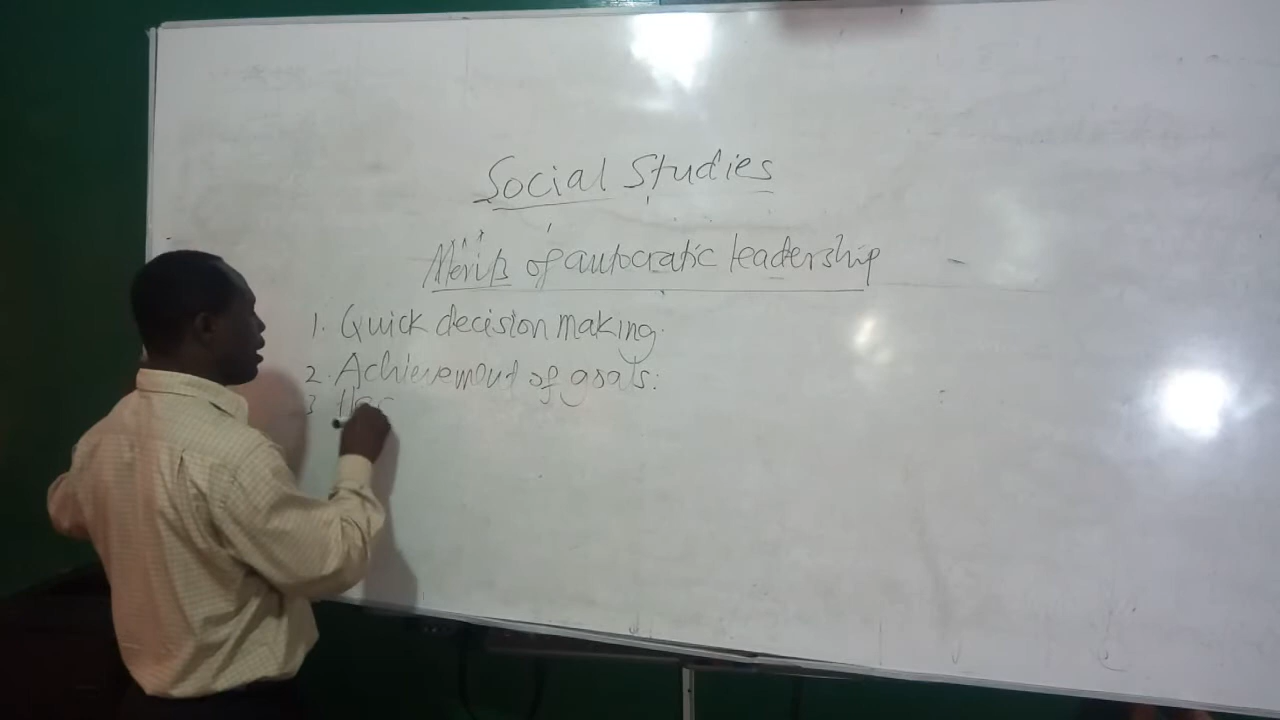 Social Studies
Merits of autocratic leadership
1. Quick decision making.
2. Achievement of goals.
3